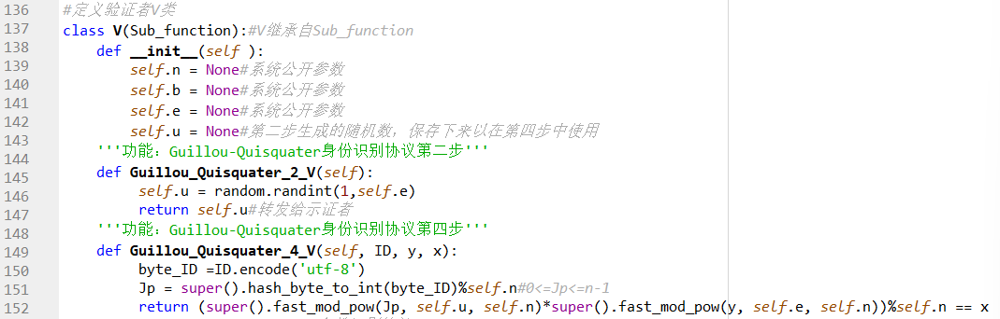 136 #定义验证者V类
137 class V(Sub_function):#V继承自Sub_function
138 def __init__(self ):
139 self.n = None#系统公开参数
140 self.b = None#系统公开参数
141 self.e = None#系统公开参数
142 self.u = None#第二步生成的随机数，保存下来以在第四步中使用
143 '''功能：Guillou-Quisquater身份识别协议第二步'''
144 def Guillou_Quisquater_2_V(self):
145 self.u = random.randint(1,self.e)
146 return self.u#转发给示证者
147 '''功能：Guillou-Quisquater身份识别协议第四步'''
148 def Guillou_Quisquater_4_V(self, ID, y, x):
149 byte_ID =ID.encode('utf-8')
150 Jp = super().hash_byte_to_int(byte_ID)%self.n#0<=Jp<=n-1
151 return (super().fast_mod_pow(Jp, self.u, self.n)*super().fast_mod_pow(y, self.e, self.n))%self.n == x
152